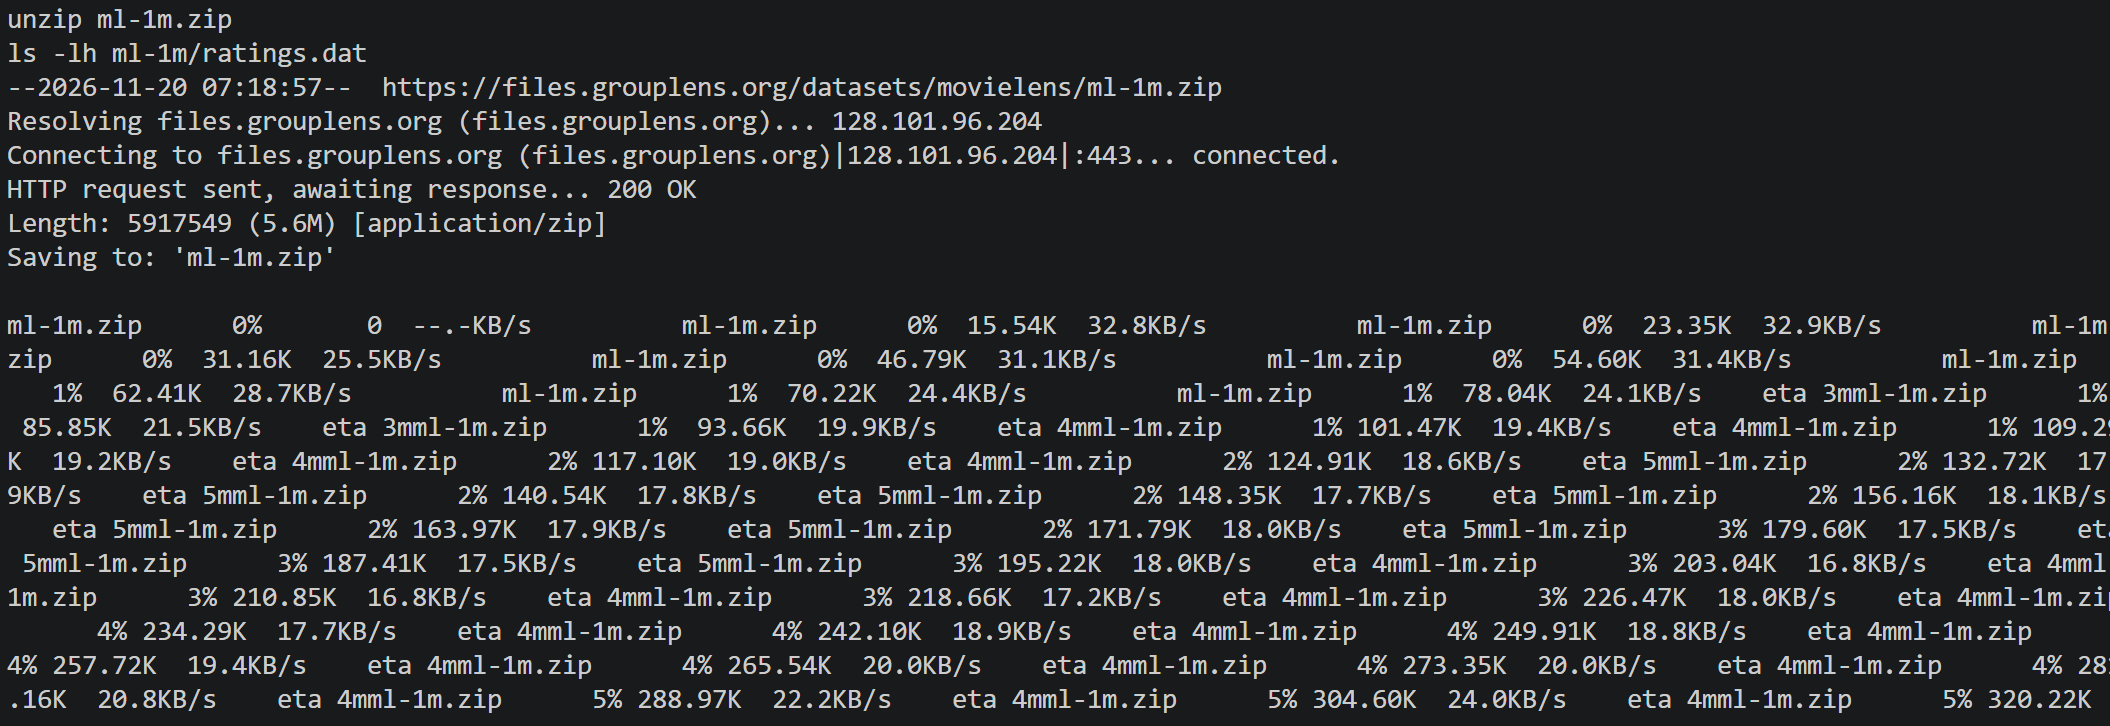 unzip ml-1m.zip
ls -lh ml-1m/ratings.dat
--2026-11-20 07:18:57--  https://files.grouplens.org/datasets/movielens/ml-1m.zip
Resolving files.grouplens.org (files.grouplens.org)... 128.101.96.204
Connecting to files.grouplens.org (files.grouplens.org)|128.101.96.204|:443... connected.
HTTP request sent, awaiting response... 200 OK
Length: 5917549 (5.6M) [application/zip]
Saving to: 'ml-1m.zip'
ml-1m.zip      0%       0  --.-KB/s          ml-1m.zip      0%  15.54K  32.8KB/s          ml-1m.zip      0%  23.35K  32.9KB/s          ml-1m
zip      0%  31.16K  25.5KB/s          ml-1m.zip      0%  46.79K  31.1KB/s          ml-1m.zip      0%  54.60K  31.4KB/s          ml-1m.zip
   1%  62.41K  28.7KB/s          ml-1m.zip      1%  70.22K  24.4KB/s          ml-1m.zip      1%  78.04K  24.1KB/s    eta 3mml-1m.zip      1%
 85.85K  21.5KB/s    eta 3mml-1m.zip      1%  93.66K  19.9KB/s    eta 4mml-1m.zip      1% 101.47K  19.4KB/s    eta 4mml-1m.zip      1% 109.29
K  19.2KB/s    eta 4mml-1m.zip      2% 117.10K  19.0KB/s    eta 4mml-1m.zip      2% 124.91K  18.6KB/s    eta 5mml-1m.zip      2% 132.72K  17
9KB/s    eta 5mml-1m.zip      2% 140.54K  17.8KB/s    eta 5mml-1m.zip      2% 148.35K  17.7KB/s    eta 5mml-1m.zip      2% 156.16K  18.1KB/s
   eta 5mml-1m.zip      2% 163.97K  17.9KB/s    eta 5mml-1m.zip      2% 171.79K  18.0KB/s    eta 5mml-1m.zip      3% 179.60K  17.5KB/s    eta
 5mml-1m.zip      3% 187.41K  17.5KB/s    eta 5mml-1m.zip      3% 195.22K  18.0KB/s    eta 4mml-1m.zip      3% 203.04K  16.8KB/s    eta 4mml
1m.zip      3% 210.85K  16.8KB/s    eta 4mml-1m.zip      3% 218.66K  17.2KB/s    eta 4mml-1m.zip      3% 226.47K  18.0KB/s    eta 4mml-1m.zip
      4% 234.29K  17.7KB/s    eta 4mml-1m.zip      4% 242.10K  18.9KB/s    eta 4mml-1m.zip      4% 249.91K  18.8KB/s    eta 4mml-1m.zip
4% 257.72K  19.4KB/s    eta 4mml-1m.zip      4% 265.54K  20.0KB/s    eta 4mml-1m.zip      4% 273.35K  20.0KB/s    eta 4mml-1m.zip      4% 28
.16K  20.8KB/s    eta 4mml-1m.zip      5% 288.97K  22.2KB/s    eta 4mml-1m.zip      5% 304.60K  24.0KB/s    eta 4mml-1m.zip      5% 320.22K